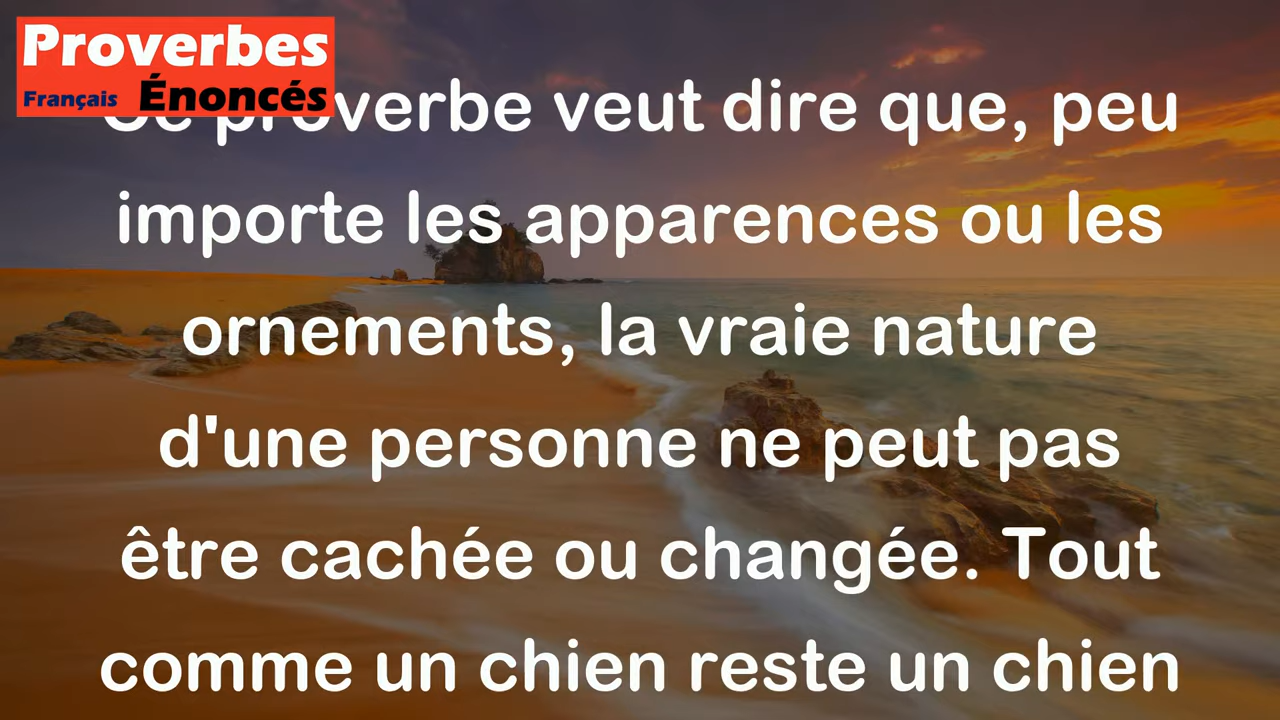 Proverbes
Français Énoncés
proverbe veut dire que, peu
importe les apparences ou les
ornements, la vraie nature
d'une personne ne peut pas
être cachée ou changée. Tout
comme un chien reste un chien